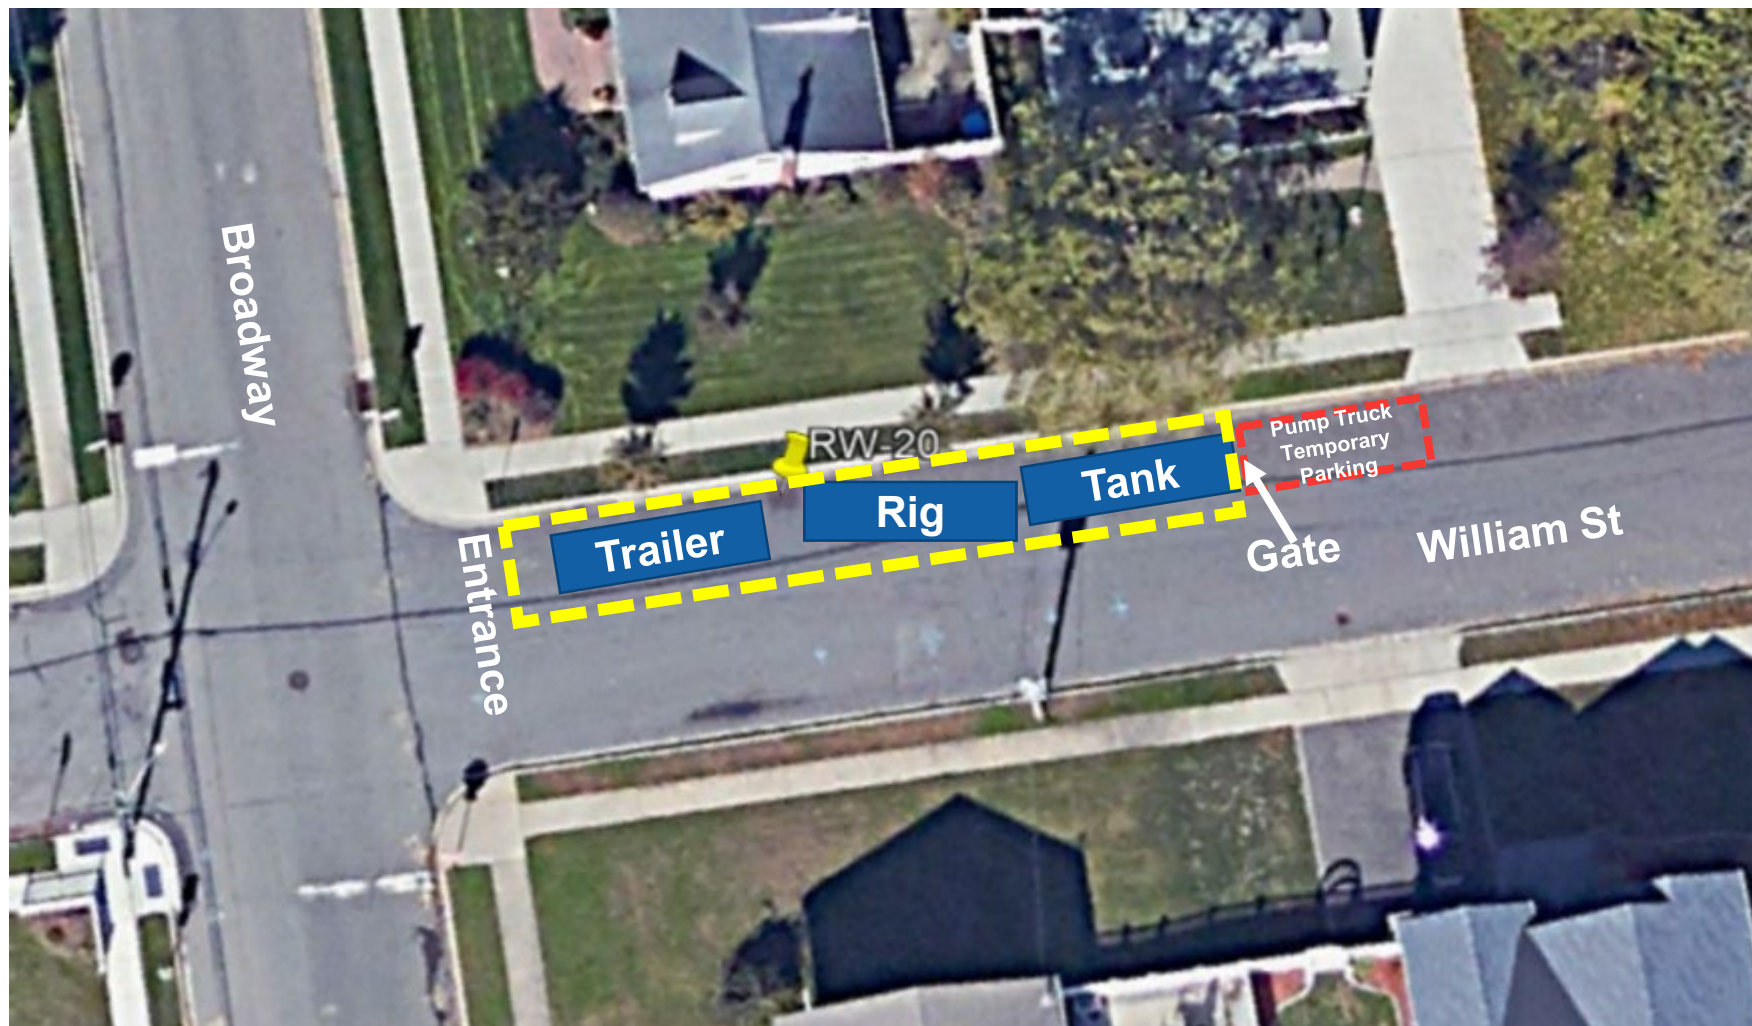 Broadway
RW-20
Pump Truck
Temporary
Parking
Tank
Rig
Trailer
Entrance
Gate
William St